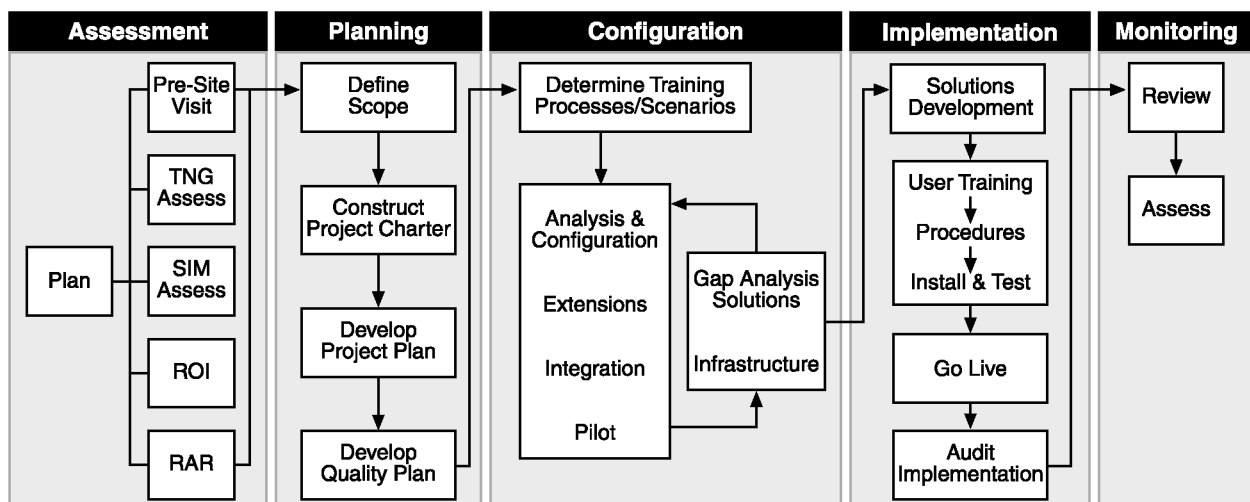 Assessment
Planning
Configuration
Implementation
Monitoring
Plan
Pre-Site
Visit
TNG
Assess
SIM
Assess
ROI
RAR
Define
Scope
Construct
Project Charter
Develop
Project Plan
Develop
Quality Plan
Determine Training
Processes/Scenarios
Analysis &
Configuration
Extensions
Integration
Pilot
Gap Analysis
Solutions
Infrastructure
Solutions
Development
User Training
Procedures
Install & Test
Go Live
Audit
Implementation
Review
Assess